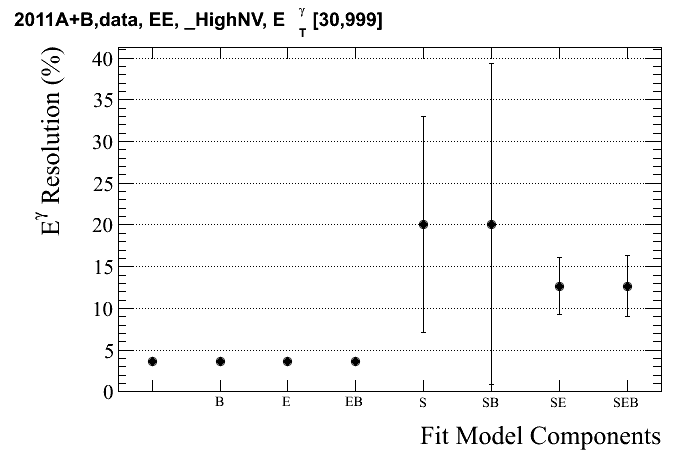 2011A+B,data, EE, _HighNV, E γ T [30,999]
E γ Resolution (%)
40
35
30
25
20
15
10
5
0
B E EB S SB SE SEB
Fit Model Components